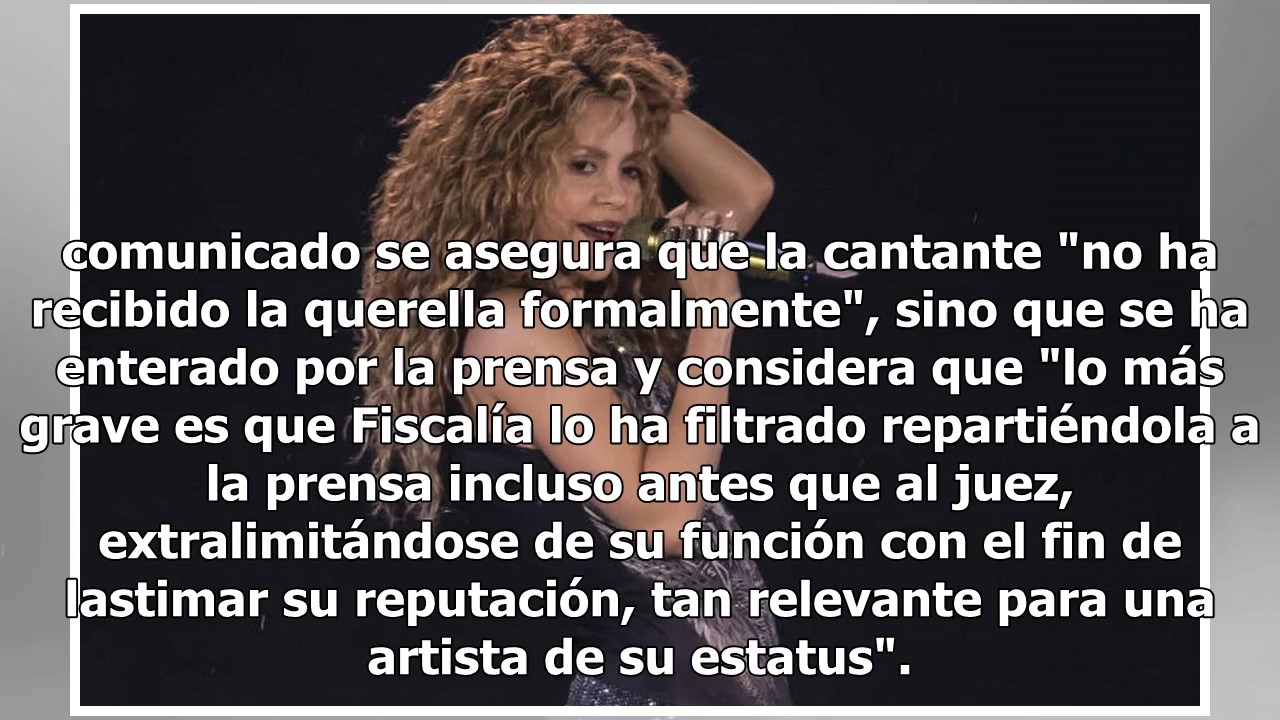 comunicado se asegura que la cantante "no ha
recibido la querella formalmente", sino que se ha
enterado por la prensa y considera que "lo más
grave es que Fiscalía lo ha filtrado repartiéndola a
la prensa incluso antes que al juez,
extralimitándose de su función con el fin de
lastimar su reputación, tan relevante para una
artista de su estatus".